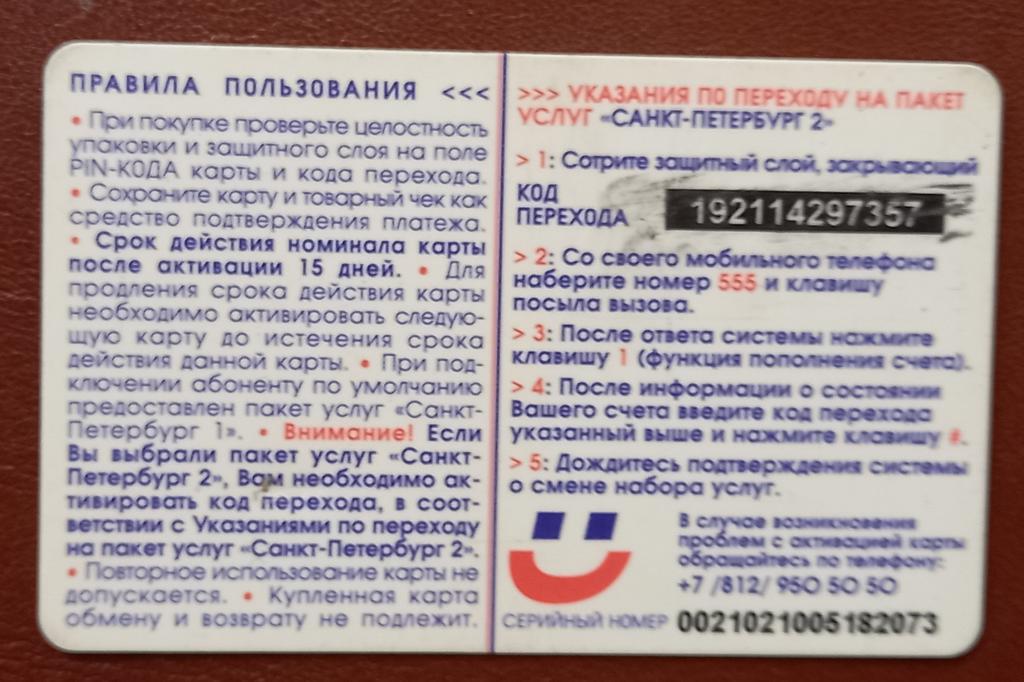 ПРАВИЛА ПОЛЬЗОВАНИЯ <<<
• При покупке проверьте целостность
упаковки и защитного слоя на поле
PIN-КОДА карты и кода перехода.
• Сохраните карту и товарный чек как
средство подтверждения платежа.
• Срок действия номинала карты
после активации 15 дней. • Для
продления срока действия карты
необходимо активировать следую-
щую карту до истечения срока
действия данной карты. • При под-
ключении абоненту по умолчанию
предоставлен пакет услуг «Санкт-
Петербург 1». • Внимание! Если
Вы выбрали пакет услуг «Санкт-
Петербург 2», Вам необходимо ак-
тивировать код перехода, в соот-
ветствии с Указаниями по переходу
на пакет услуг «Санкт-Петербург 2».
• Повторное использование карты не
допускается. • Купленная карта
обмену и возврату не подлежит.
>>> УКАЗАНИЯ ПО ПЕРЕХОДУ НА ПАКЕТ
УСЛУГ «САНКТ-ПЕТЕРБУРГ 2»
> 1: Сотрите защитный слой, закрывающий
КОД
ПЕРЕХОДА 192114297357
> 2: Со своего мобильного телефона
наберите номер 555 и клавишу
посыла вызова.
> 3: После ответа системы нажмите
клавишу 1 (функция пополнения счета).
> 4: После информации о состоянии
Вашего счета введите код перехода
указанный выше и нажмите клавишу #.
> 5: Дождитесь подтверждения системы
о смене набора услуг.
В случае возникновения
проблем с активацией карты
обращайтесь по телефону:
+7 /812/ 950 50 50
СЕРИЙНЫЙ НОМЕР 0021021005182073